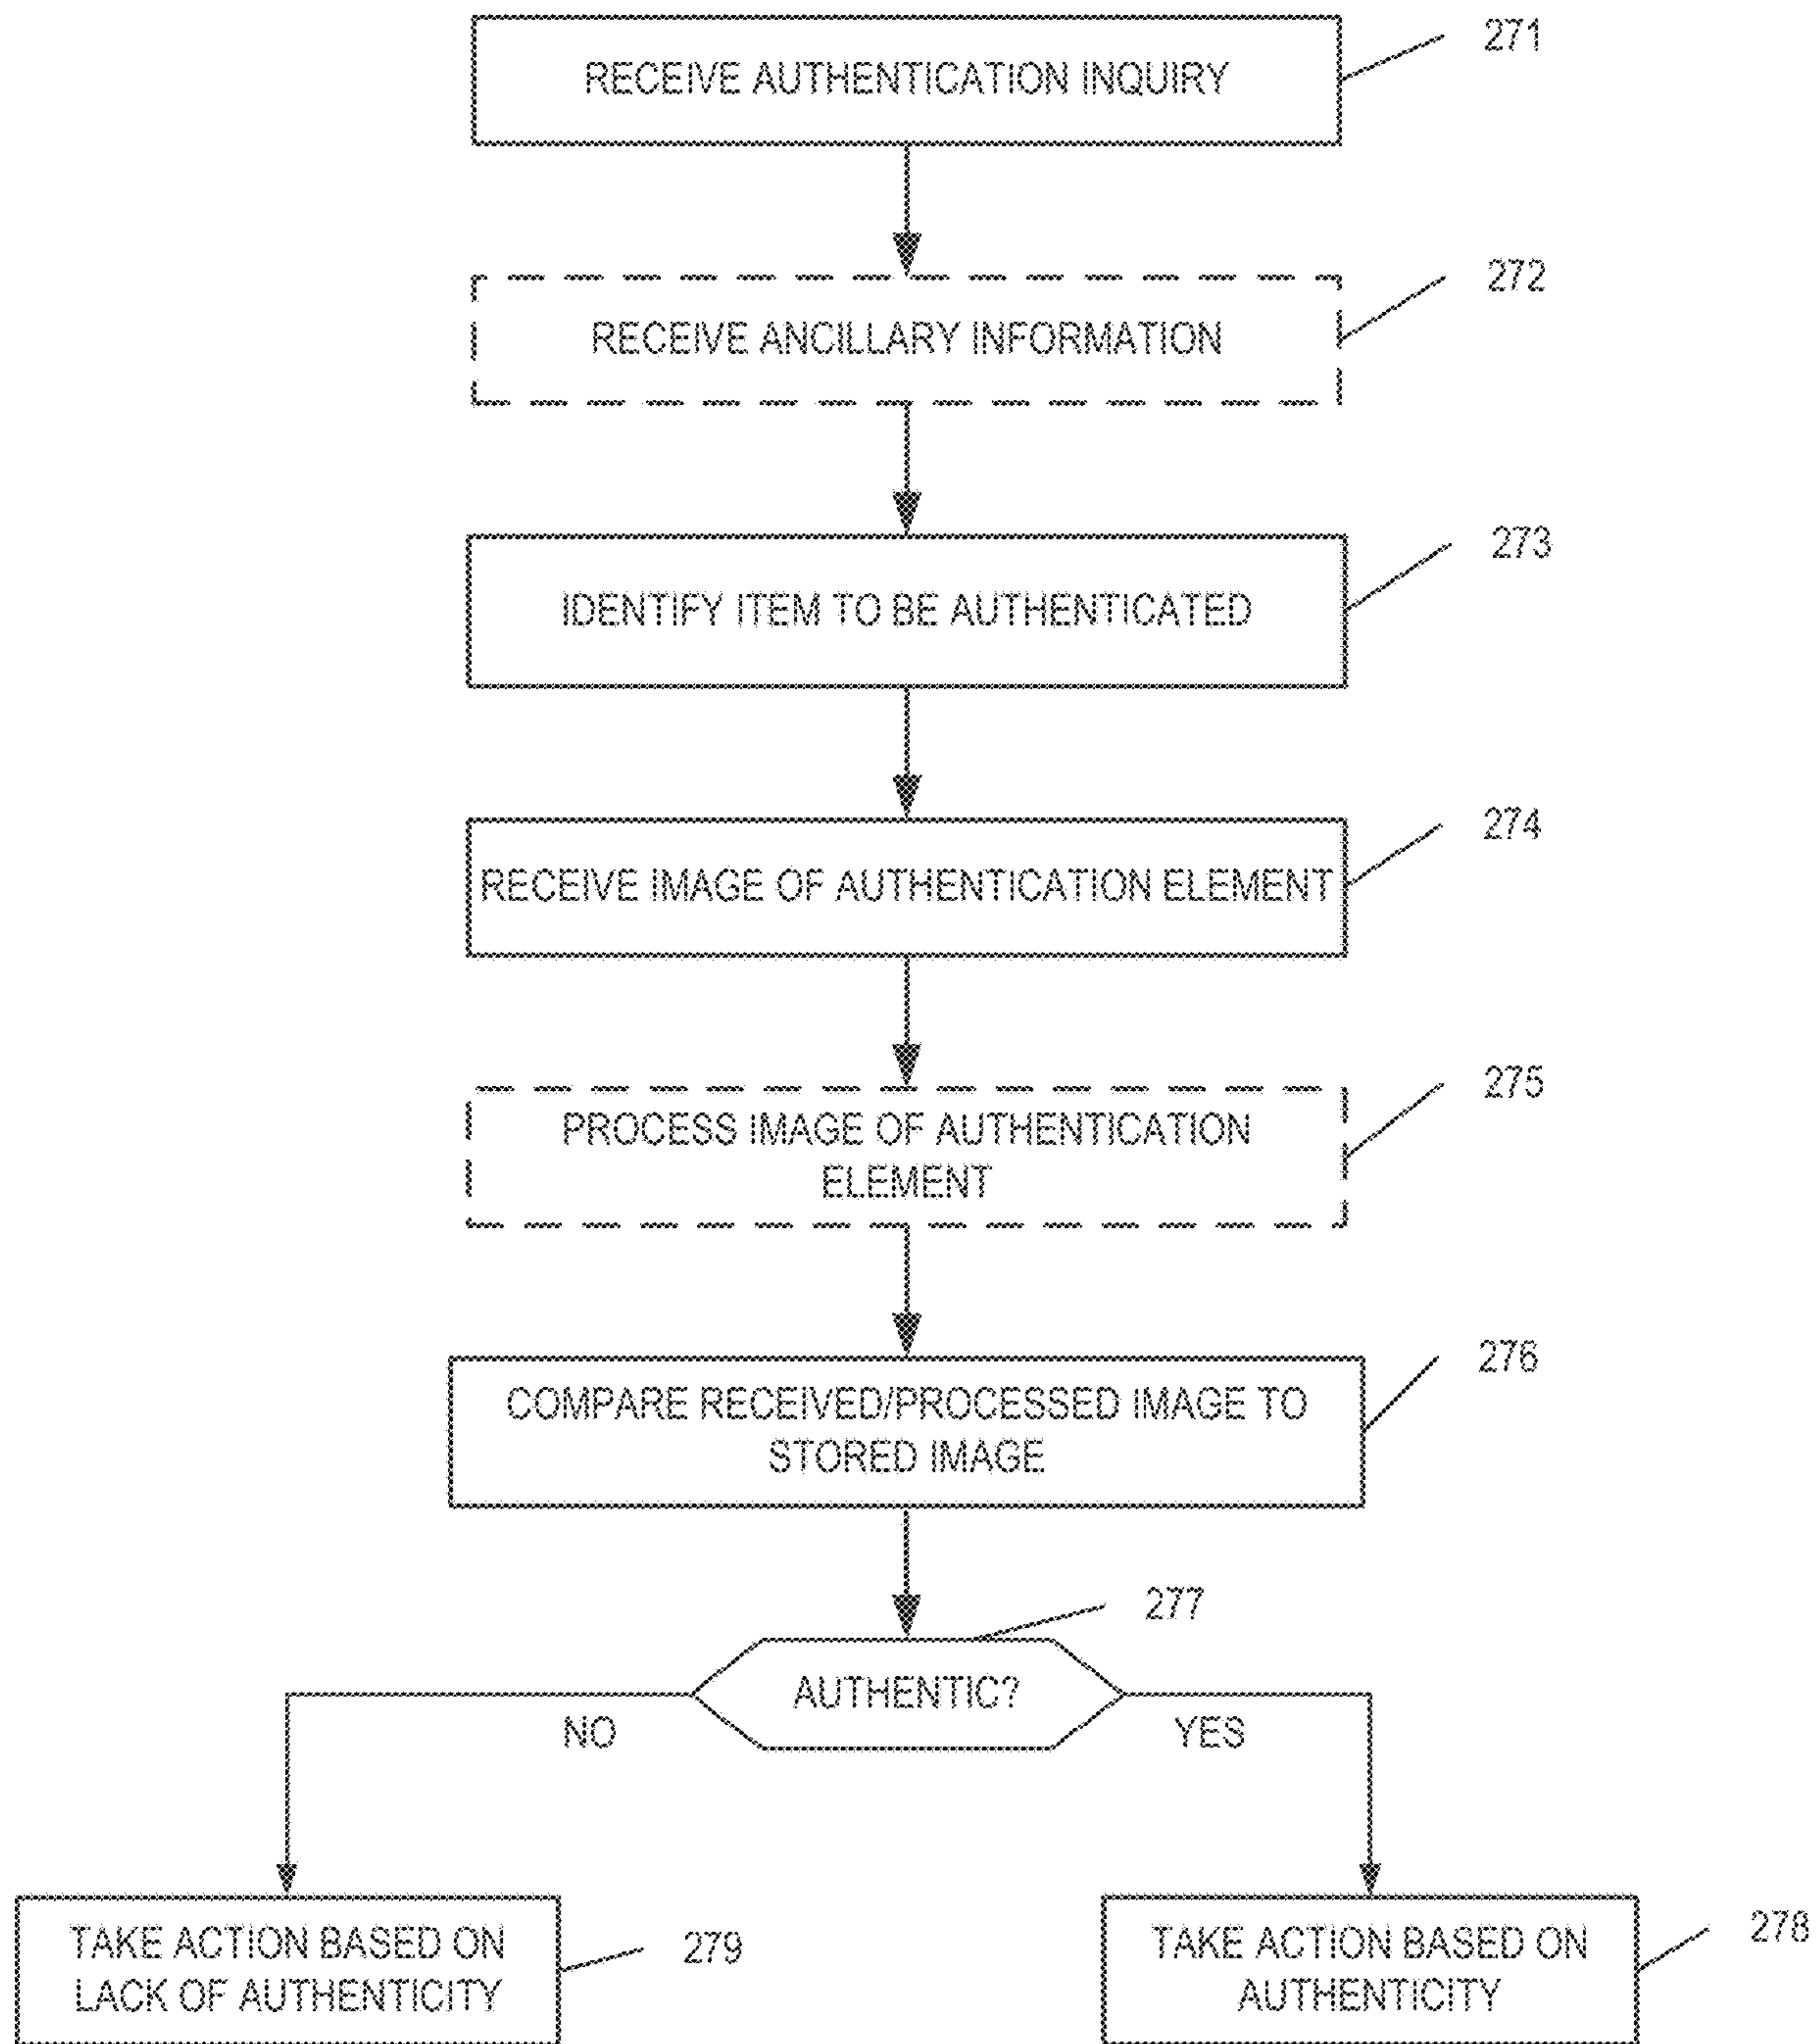 271
RECEIVE AUTHENTICATION INQUIRY
272
RECEIVE ANCILLARY INFORMATION
273
IDENTIFY ITEM TO BE AUTHENTICATED
274
RECEIVE IMAGE OF AUTHENTICATION ELEMENT
275
PROCESS IMAGE OF AUTHENTICATION
ELEMENT
276
COMPARE RECEIVED/PROCESSED IMAGE TO
STORED IMAGE
277
AUTHENTIC?
NO
YES
TAKE ACTION BASED ON
LACK OF AUTHENTICITY
279
TAKE ACTION BASED ON
AUTHENTICITY
278